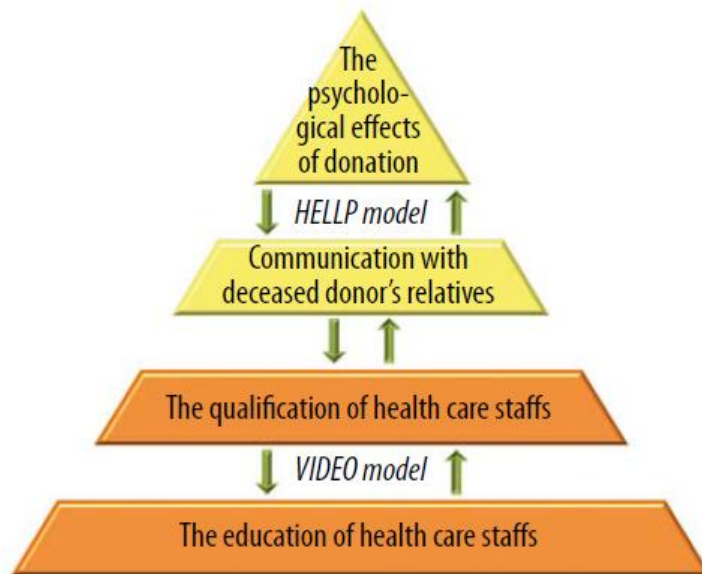 The
psycholo-
gical effects
of donation
HELLP model
Communication with
deceased donor's relatives
The qualification of health care staffs
VIDEO model
The education of health care staffs